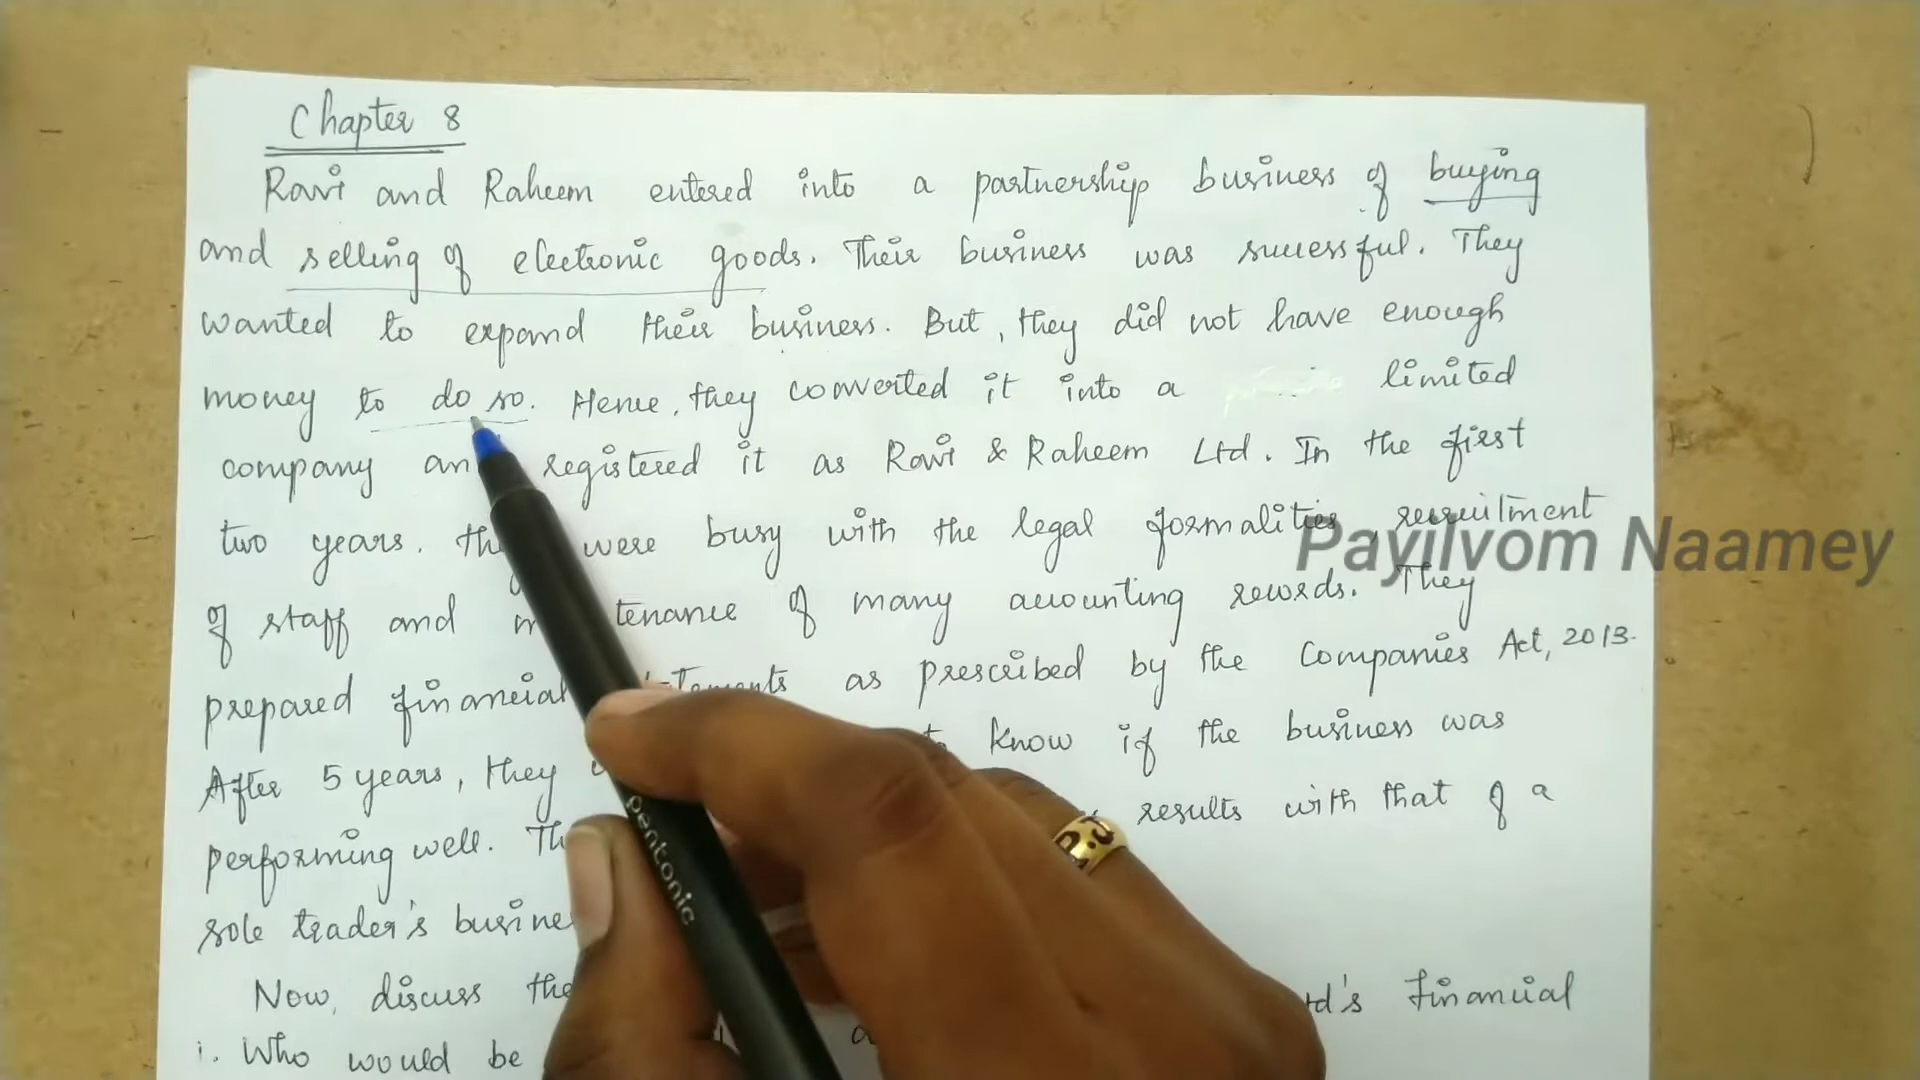 Chapter 8
Ravi and Raheem entered into a partnership business of buying
and selling of electronic goods. Their business was successful. They
wanted to expand their business. But, they did not have enough
money to do so. Hence, they converted it into a limited
company registered it as Ravi & Raheem Ltd. In the first
two years. were busy with the legal formalities, recruitment
Payilvom Naamey
of staff and tenance of many accounting records. They
prepared financial as prescribed by the Companies Act, 2013.
After 5 years, they know if the business was
performing well. results with that of a
sole trader's
Now, discuss the Financial
i. Who would be
pentonic